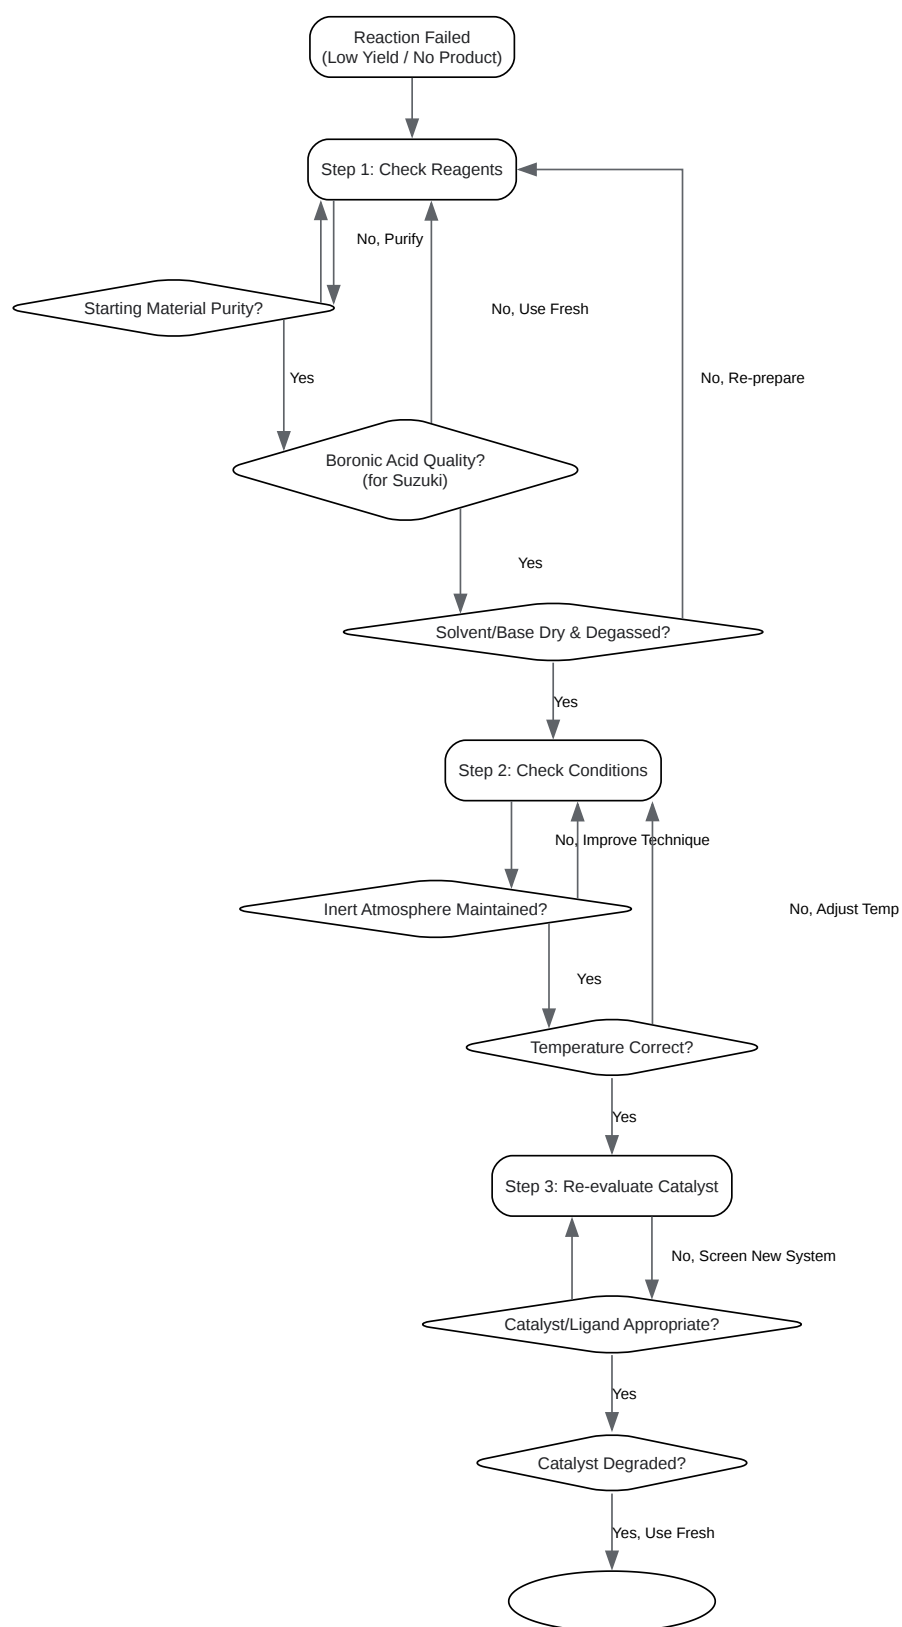 Reaction Failed
(Low Yield / No Product)
Step 1: Check Reagents
No, Purify
Starting Material Purity?
No, Use Fresh
Yes
No, Re-prepare
Boronic Acid Quality?
(for Suzuki)
Yes
Solvent/Base Dry & Degassed?
Yes
Step 2: Check Conditions
No, Improve Technique
Inert Atmosphere Maintained?
No, Adjust Temp
Yes
Temperature Correct?
Yes
Step 3: Re-evaluate Catalyst
No, Screen New System
Catalyst/Ligand Appropriate?
Yes
Catalyst Degraded?
Yes, Use Fresh